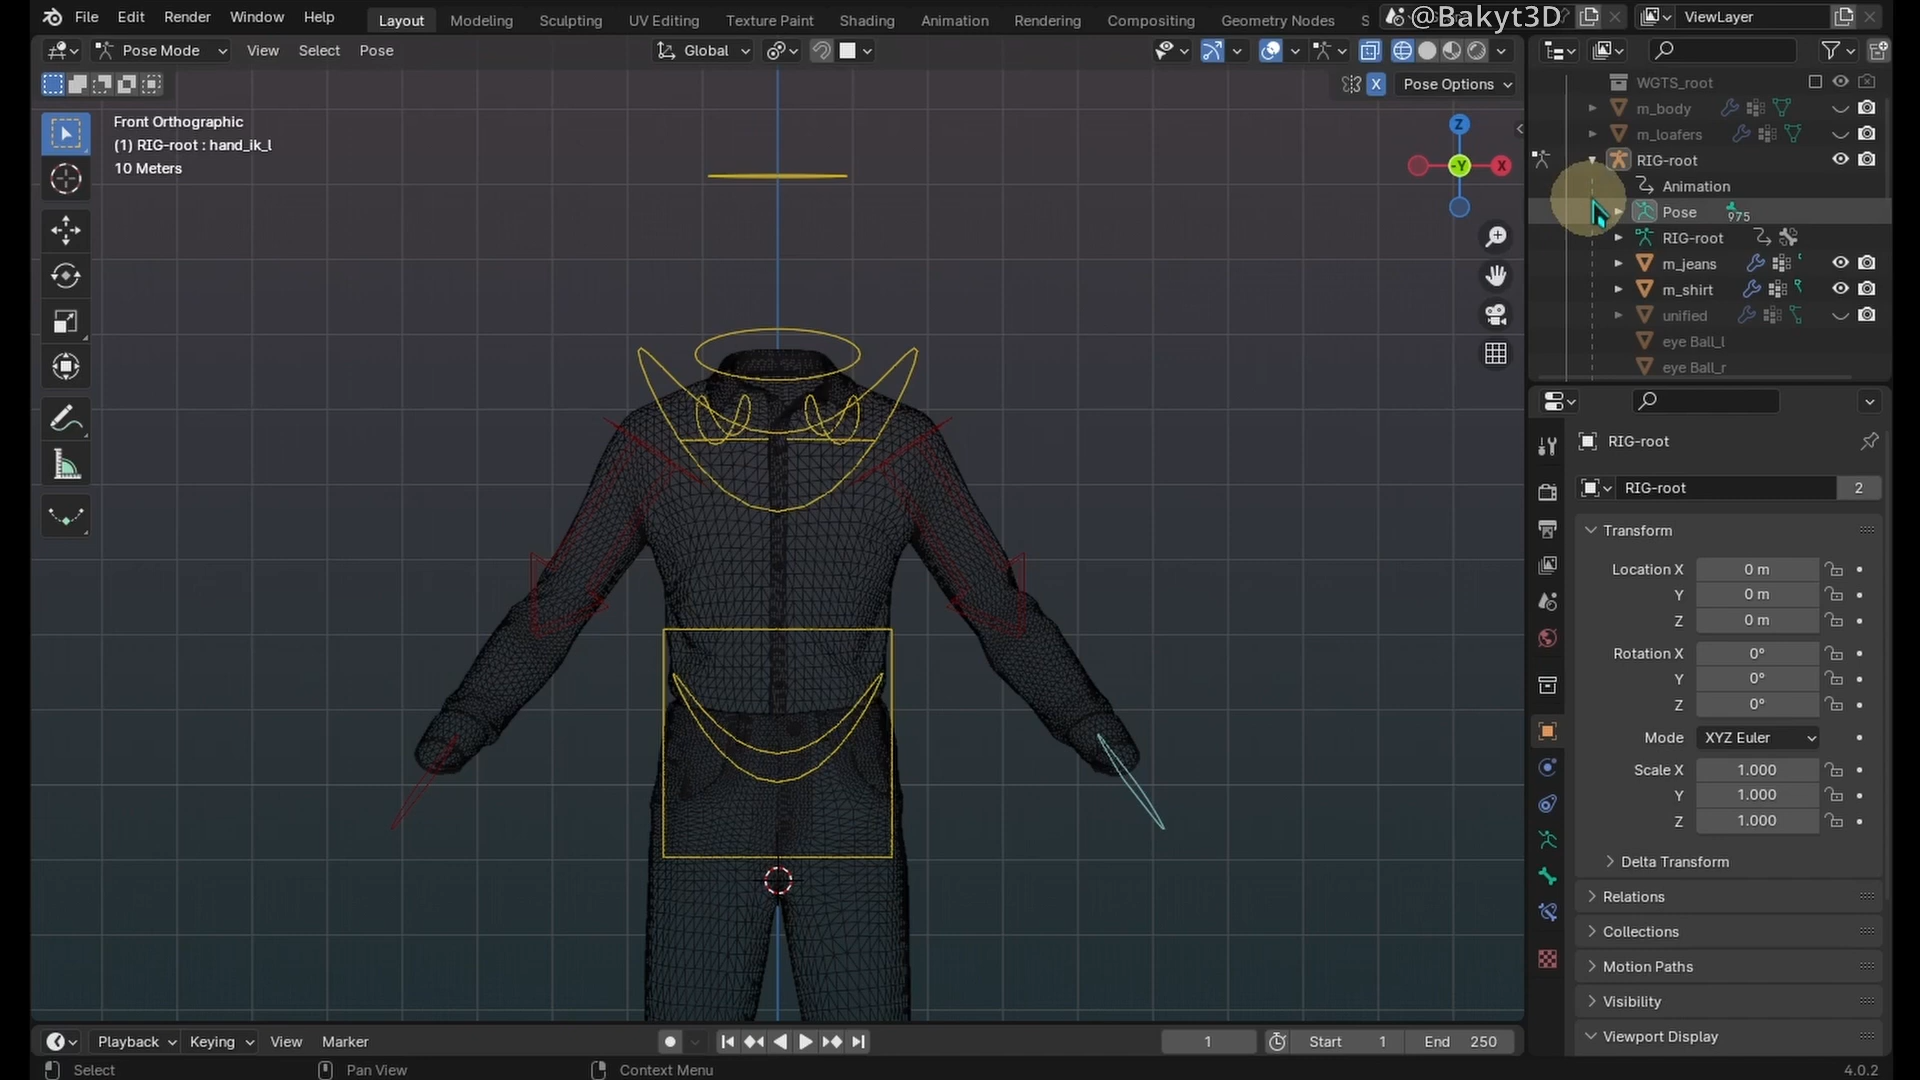 File Edit Render Window Help Layout Modeling Sculpting UV Editing Texture Paint Shading Animation Rendering Compositing Geometry Nodes S @Bakyt3D ViewLayer
Pose Mode View Select Pose Global
X Pose Options
Front Orthographic
(1) RIG-root : hand_ik_l
10 Meters
Z
-Y
X
WGTS_root
m_body
m_loafers
RIG-root
Animation
Pose 975
RIG-root
m_jeans
m_shirt
unified
eye Ball_l
eye Ball_r
RIG-root
RIG-root 2
Transform
Location X 0 m
Y 0 m
Z 0 m
Rotation X 0°
Y 0°
Z 0°
Mode XYZ Euler
Scale X 1.000
Y 1.000
Z 1.000
Delta Transform
Relations
Collections
Motion Paths
Visibility
Viewport Display
Playback Keying View Marker 1 Start 1 End 250
Select Pan View Context Menu 4.0.2